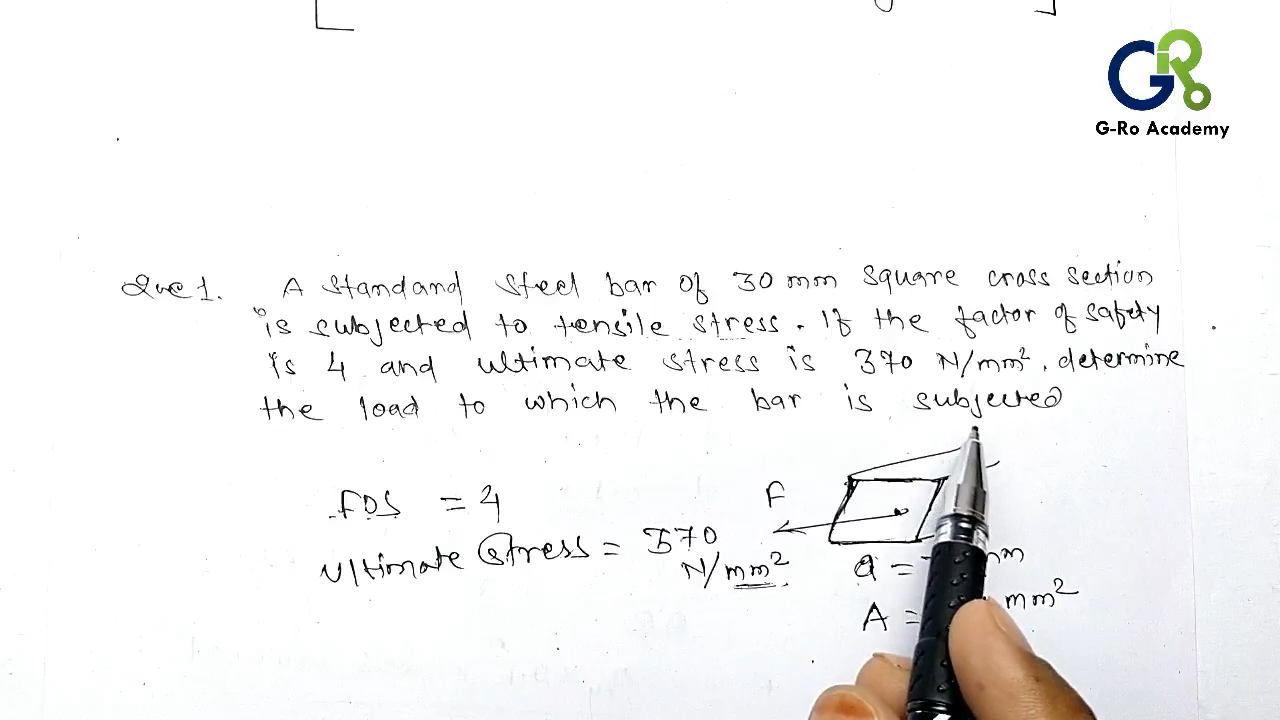 GR
G-Ro Academy
Que 1. A standard steel bar of 30 mm square cross section
is subjected to tensile stress. If the factor of safety
is 4 and ultimate stress is 370 N/mm². determine
the load to which the bar is subjected
FOS = 4
F
Ultimate stress = 370
N/mm²
a = mm
A = mm²